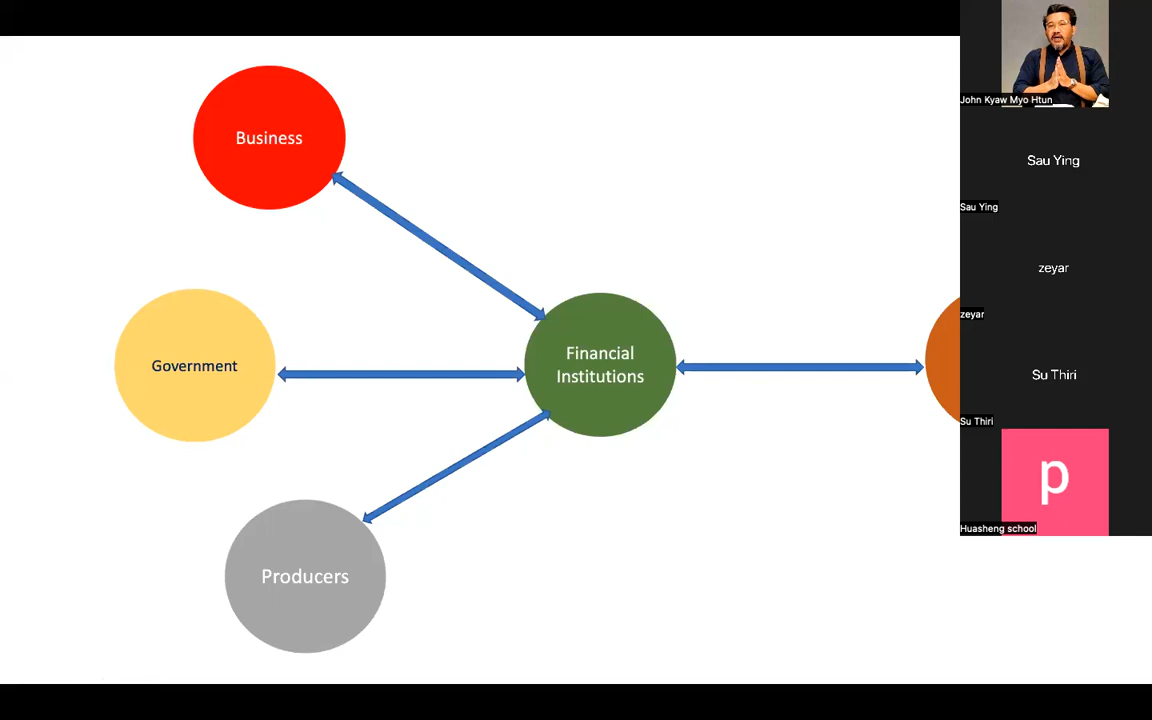 Business
Government
Financial
Institutions
Producers
John Kyaw Myo Htun
Sau Ying
Sau Ying
zeyar
zeyar
Su Thiri
Su Thiri
p
Huasheng school